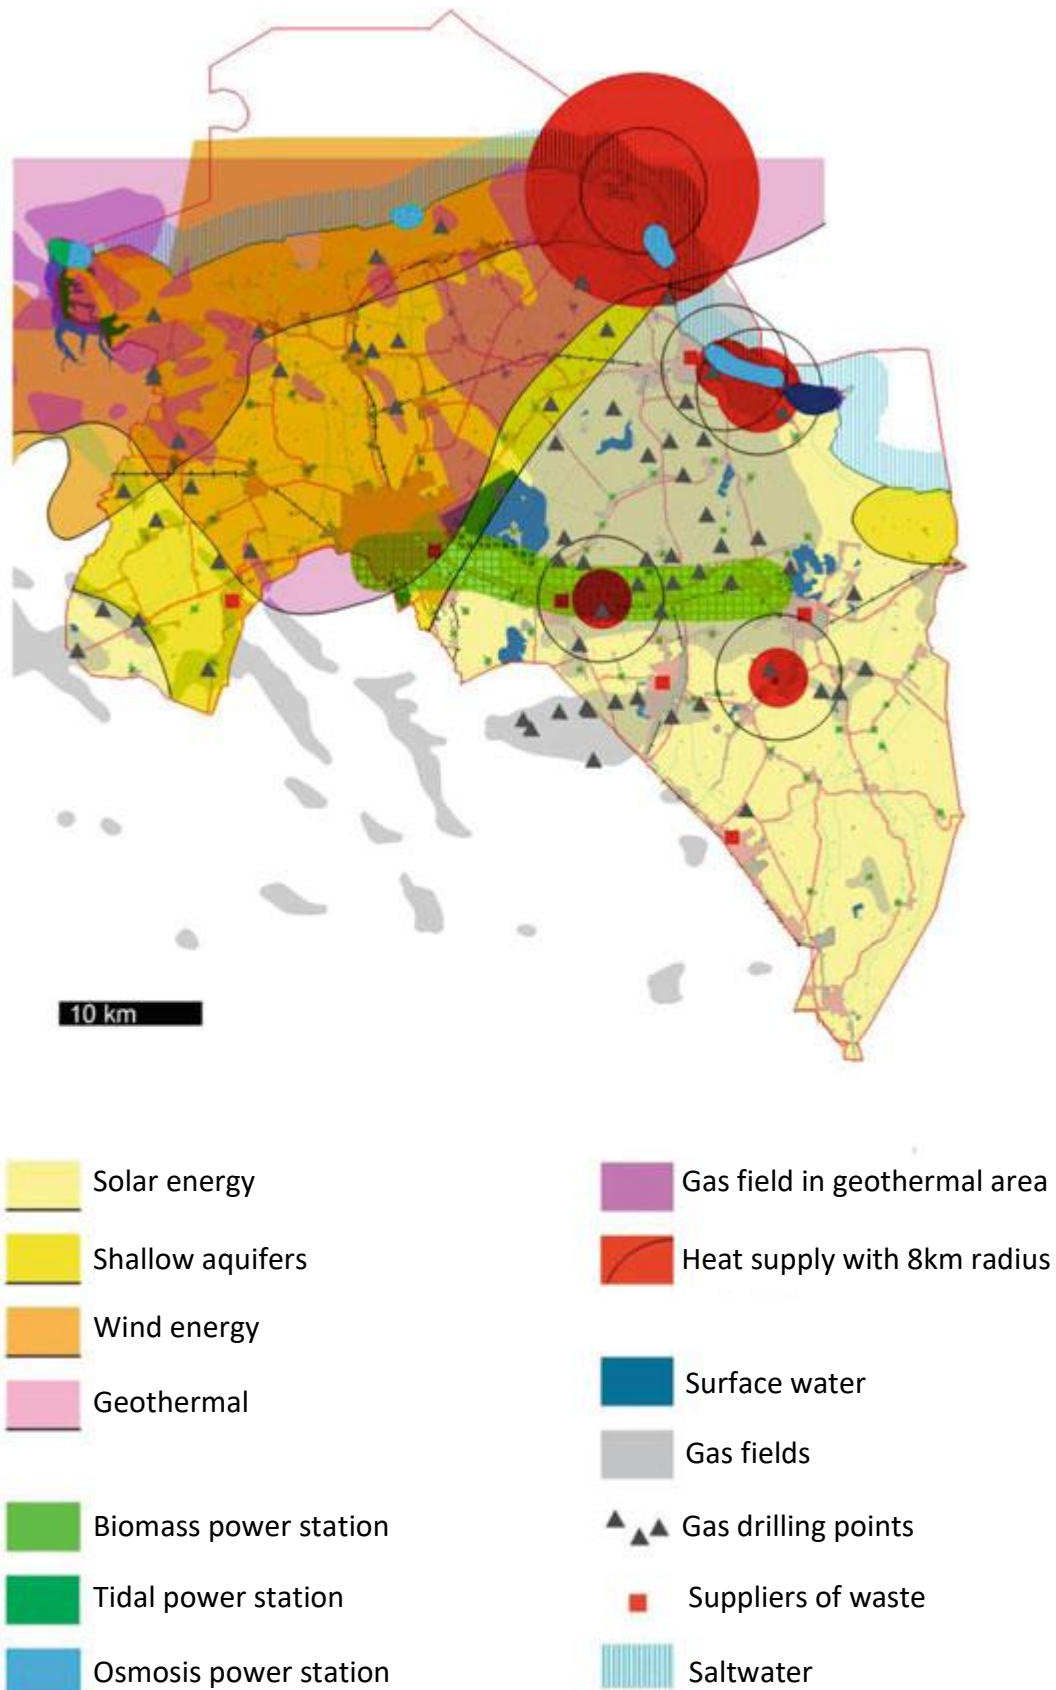 10 km
Solar energy
Shallow aquifers
Wind energy
Geothermal
Biomass power station
Tidal power station
Osmosis power station
Gas field in geothermal area
Heat supply with 8km radius
Surface water
Gas fields
Gas drilling points
Suppliers of waste
Saltwater